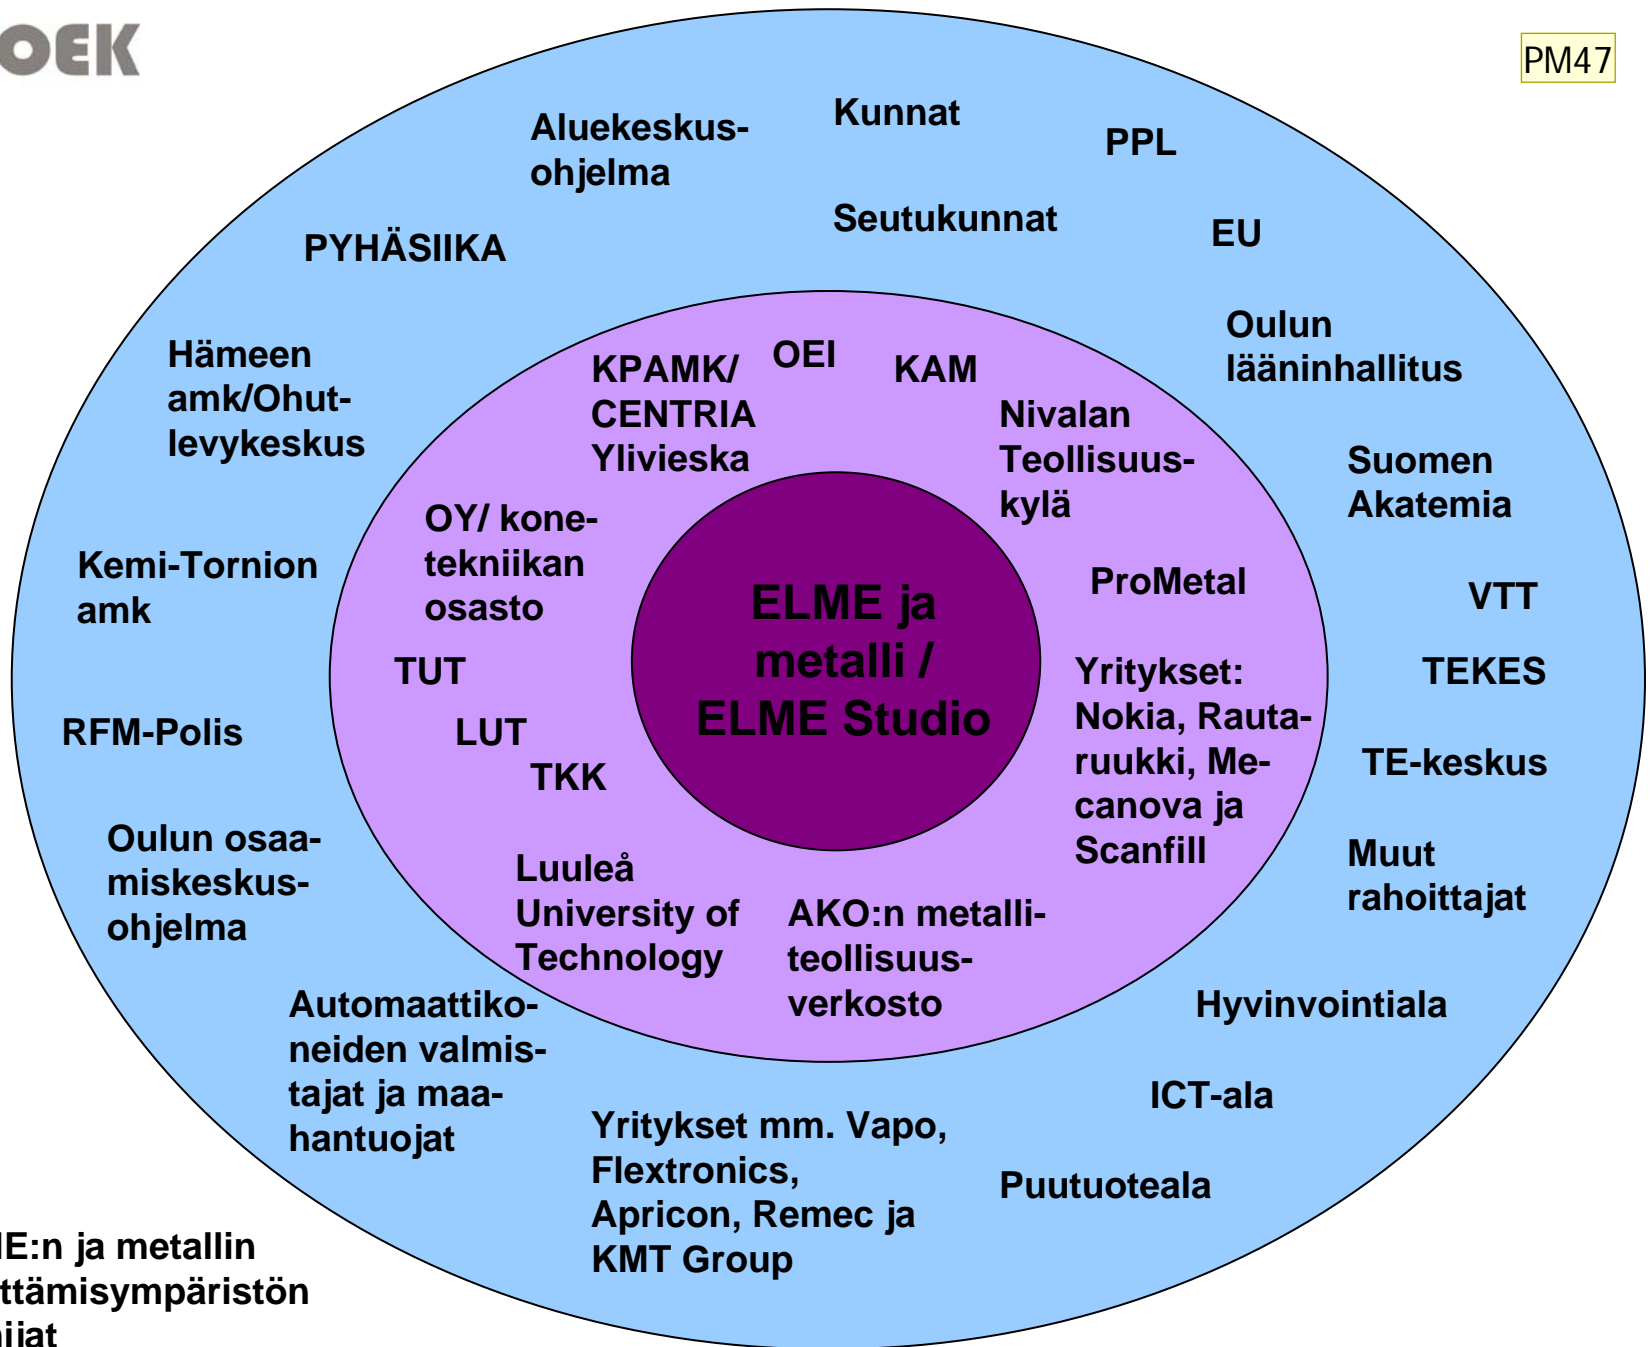 OEK
PM47
Aluekeskus-
ohjelma
Kunnat
PPL
Seutukunnat
EU
PYHÄSIIKA
Oulun
lääninhallitus
Hämeen
amk/Ohut-
levykeskus
KPAMK/
CENTRIA
Ylivieska
OEI
KAM
Nivalan
Teollisuus-
kylä
Suomen
Akatemia
OY/ kone-
tekniikan
osasto
Kemi-Tornion
amk
ELME ja
metalli /
ELME Studio
ProMetal
VTT
TUT
Yritykset:
Nokia, Rauta-
ruukki, Me-
canova ja
Scanfill
TEKES
RFM-Polis
LUT
TKK
TE-keskus
Oulun osaa-
miskeskus-
ohjelma
Luuleå
University of
Technology
AKO:n metalli-
teollisuus-
verkosto
Muut
rahoittajat
Automaattiko-
neiden valmis-
tajat ja maa-
hantuojat
Hyvinvointiala
ICT-ala
Yritykset mm. Vapo,
Flextronics,
Apricon, Remec ja
KMT Group
Puutuoteala
E:n ja metallin
ttämisympäristön
ijat